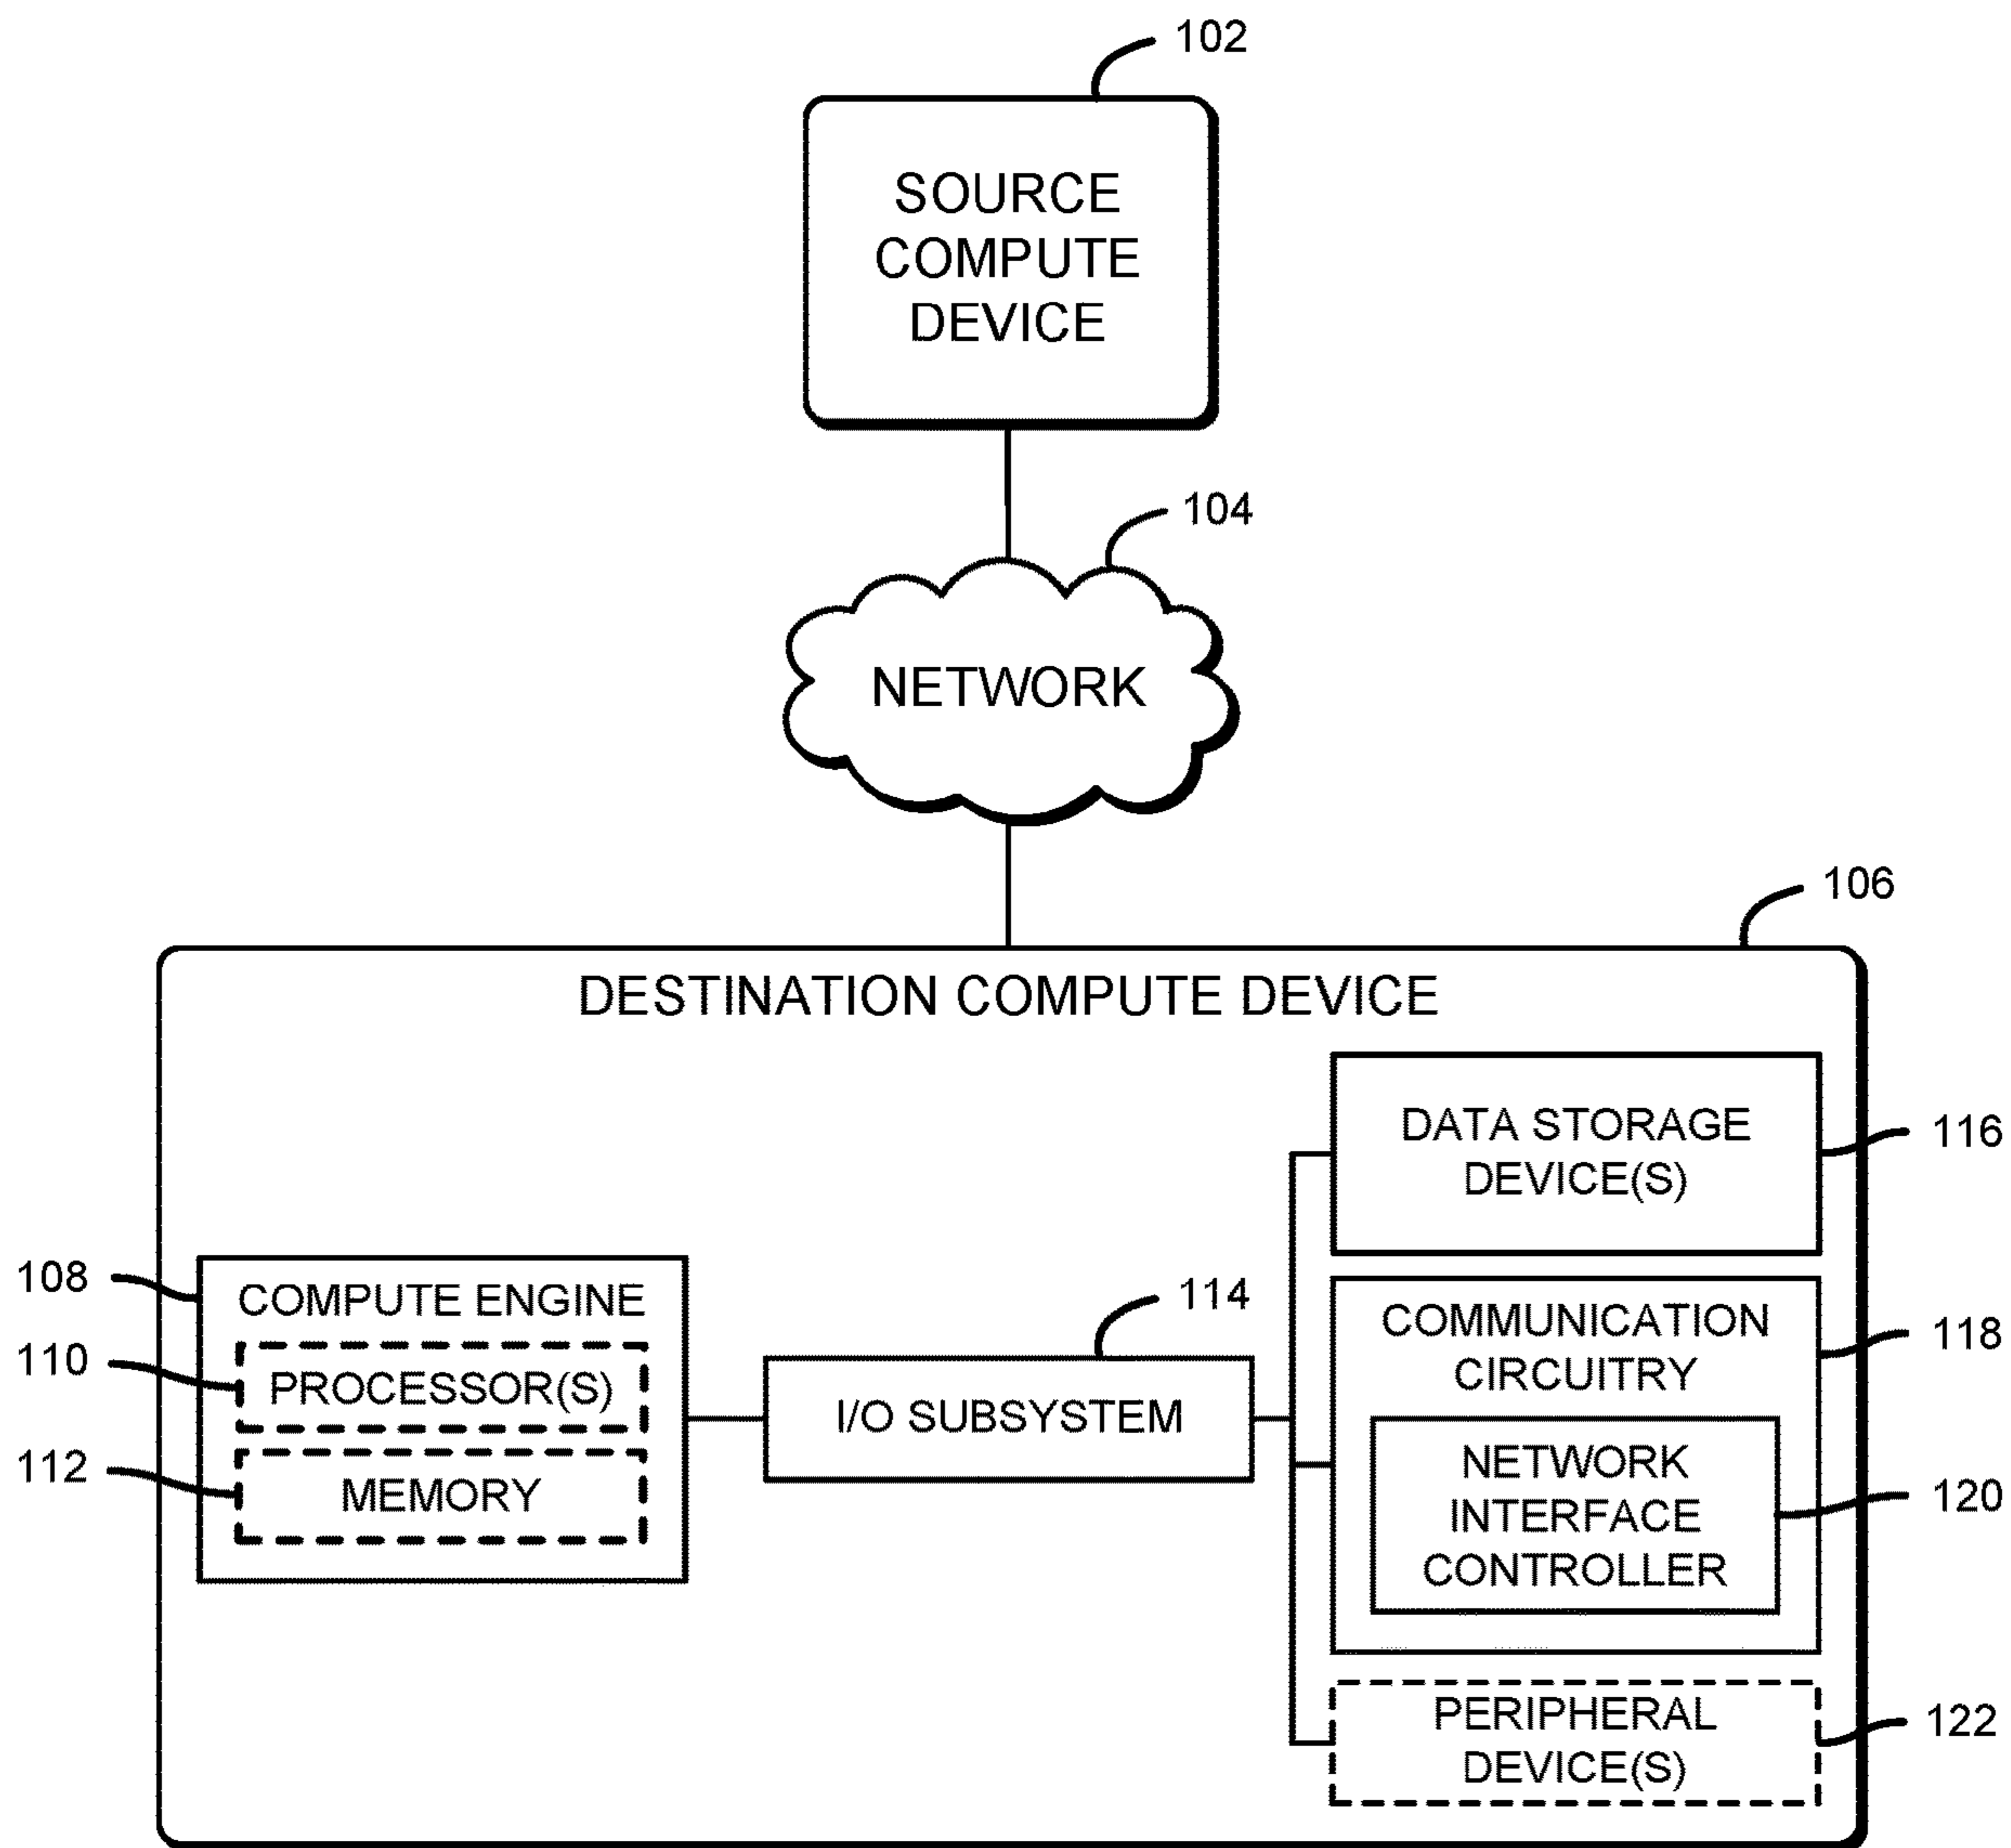 102
SOURCE
COMPUTE
DEVICE
104
NETWORK
106
DESTINATION COMPUTE DEVICE
DATA STORAGE
DEVICE(S)
116
108
COMPUTE ENGINE
110
PROCESSOR(S)
112
MEMORY
114
I/O SUBSYSTEM
COMMUNICATION
CIRCUITRY
118
NETWORK
INTERFACE
CONTROLLER
120
PERIPHERAL
DEVICE(S)
122